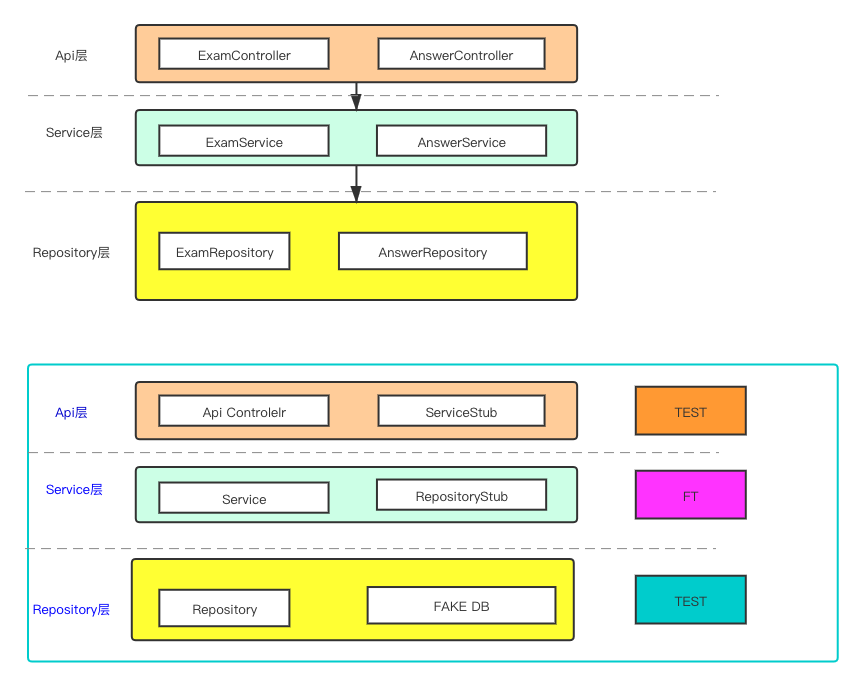 Api层
ExamController
AnswerController
Service层
ExamService
AnswerService
Repository层
ExamRepository
AnswerRepository
Api层
Api Controlelr
ServiceStub
TEST
Service层
Service
RepositoryStub
FT
Repository层
Repository
FAKE DB
TEST